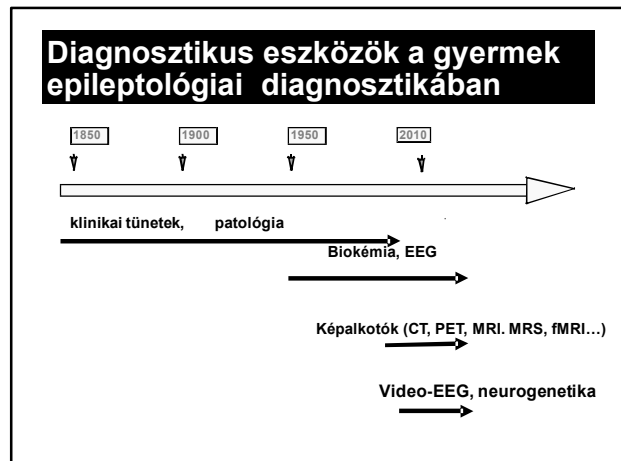 Diagnosztikus eszközök a gyermek
epileptológiai diagnosztikában
1850 1900 1950 2010
klinikai tünetek, patológia
Biokémia, EEG
Képalkotók (CT, PET, MRI. MRS, fMRI…)
Video-EEG, neurogenetika